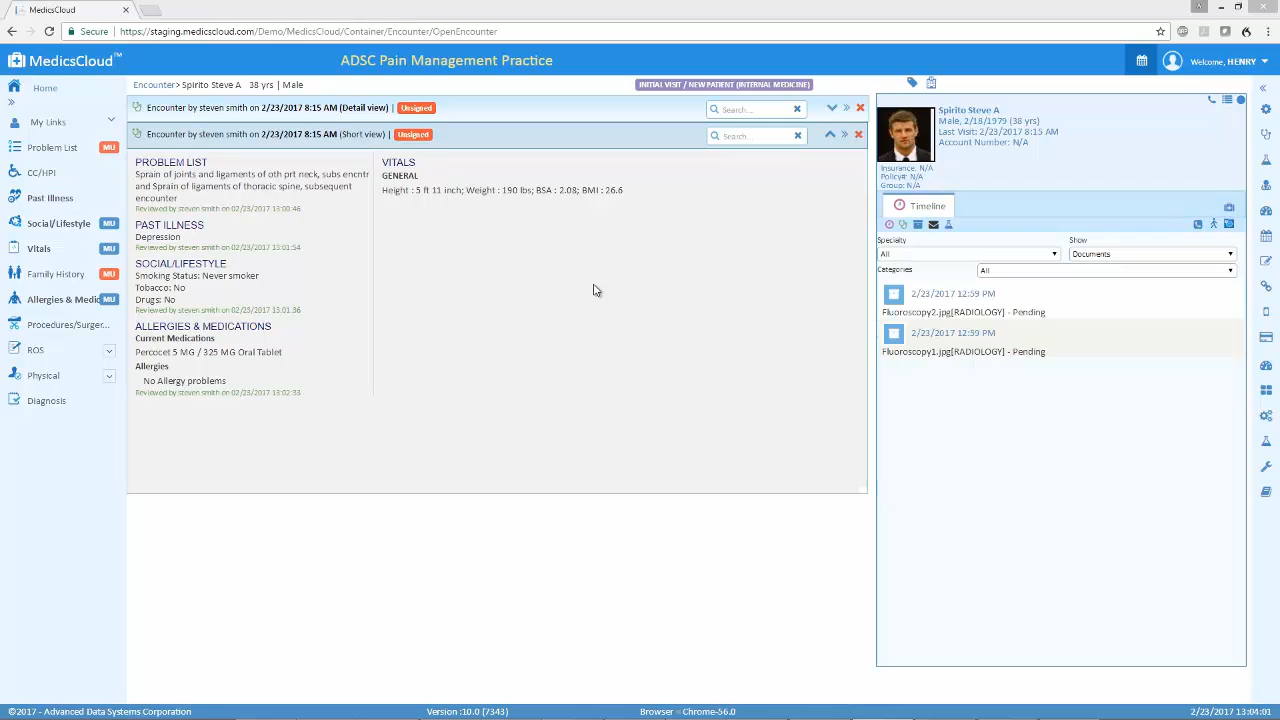 MedicsCloud
Secure
https://staging.medicscloud.com/Demo/MedicsCloud/Container/Encounter/OpenEncounter
MedicsCloud™
ADSC Pain Management Practice
Welcome, HENRY
Home
My Links
Problem List MU
CC/HPI
Past Illness
Social/Lifestyle MU
Vitals MU
Family History MU
Allergies & Medic MU
Procedures/Surger...
ROS
Physical
Diagnosis
Encounter> Spirito Steve A 38 yrs | Male
INITIAL VISIT / NEW PATIENT (INTERNAL MEDICINE)
Encounter by steven smith on 2/23/2017 8:15 AM (Detail view) | Unsigned
Search...
Encounter by steven smith on 2/23/2017 8:15 AM (Short view) | Unsigned
Search...
PROBLEM LIST
Sprain of joints and ligaments of oth prt neck, subs encntr
and Sprain of ligaments of thoracic spine, subsequent
encounter
Reviewed by steven smith on 02/23/2017 13:00:46
PAST ILLNESS
Depression
Reviewed by steven smith on 02/23/2017 13:01:54
SOCIAL/LIFESTYLE
Smoking Status: Never smoker
Tobacco: No
Drugs: No
Reviewed by steven smith on 02/23/2017 13:01:36
ALLERGIES & MEDICATIONS
Current Medications
Percocet 5 MG / 325 MG Oral Tablet
Allergies
No Allergy problems
Reviewed by steven smith on 02/23/2017 13:02:33
VITALS
GENERAL
Height : 5 ft 11 inch; Weight : 190 lbs; BSA : 2.08; BMI : 26.6
Spirito Steve A
Male, 2/18/1979 (38 yrs)
Last Visit: 2/23/2017 8:15 AM
Account Number: N/A
Insurance: N/A
Policy#: N/A
Group: N/A
Timeline
Specialty
All
Show
Documents
Categories
All
2/23/2017 12:59 PM
Fluoroscopy2.jpg[RADIOLOGY] - Pending
2/23/2017 12:59 PM
Fluoroscopy1.jpg[RADIOLOGY] - Pending
©2017 - Advanced Data Systems Corporation
Version :10.0 (7343)
Browser = Chrome-56.0
2/23/2017 13:04:01